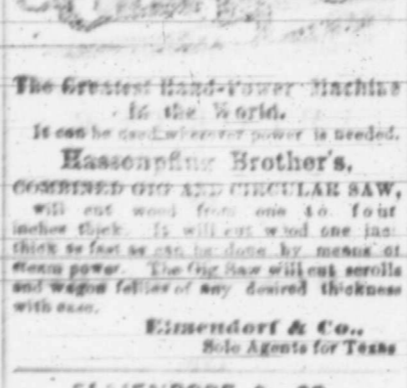 The Greatest Hand-Power Machine
in the World.
It can be used wherever power is needed.
Hassenpflug Brother's,
COMBINED GIG AND CIRCULAR SAW,
will cut wood from one to four
inches thick. It will cut wood one inch
thick as fast as can be done by means of
steam power. The Gig Saw will cut scrolls
and wagon fellies of any desired thickness
with ease.
Elmendorf & Co.,
Sole Agents for Texas